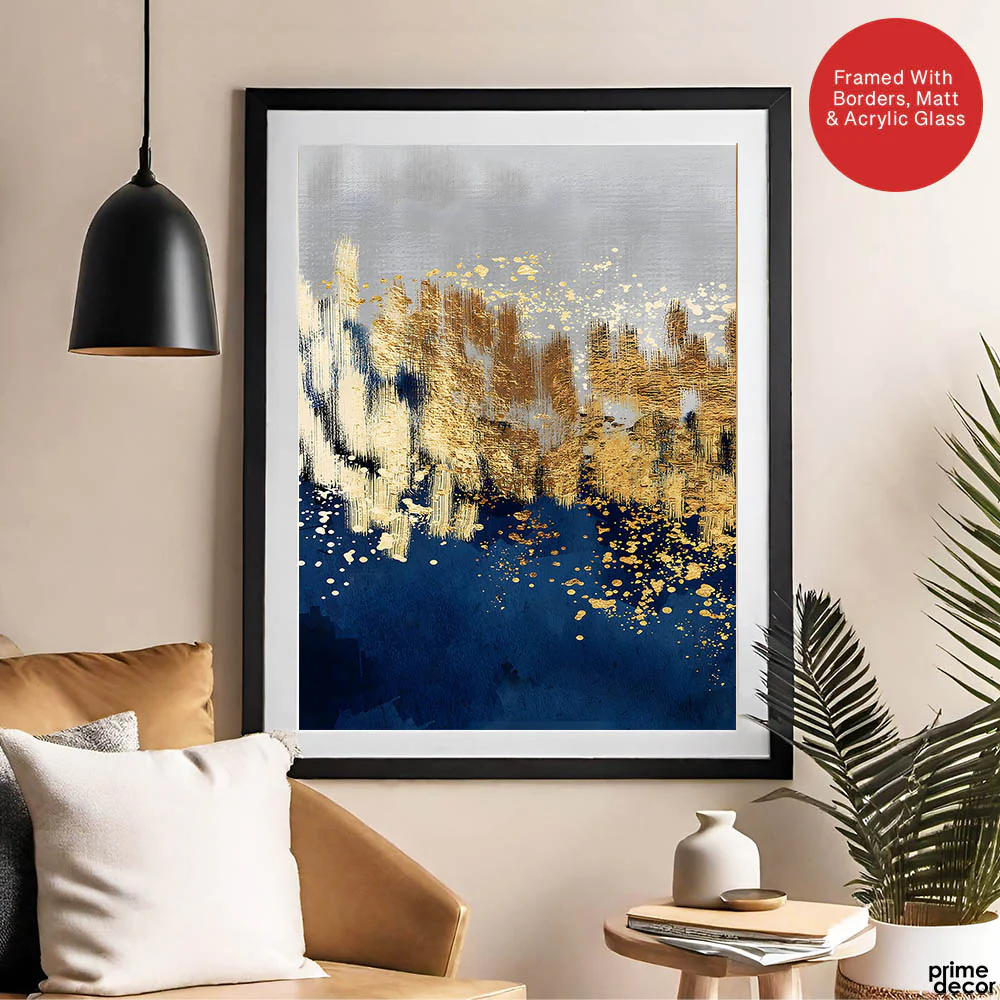 Framed With
Borders, Matt
& Acrylic Glass
prime
decor